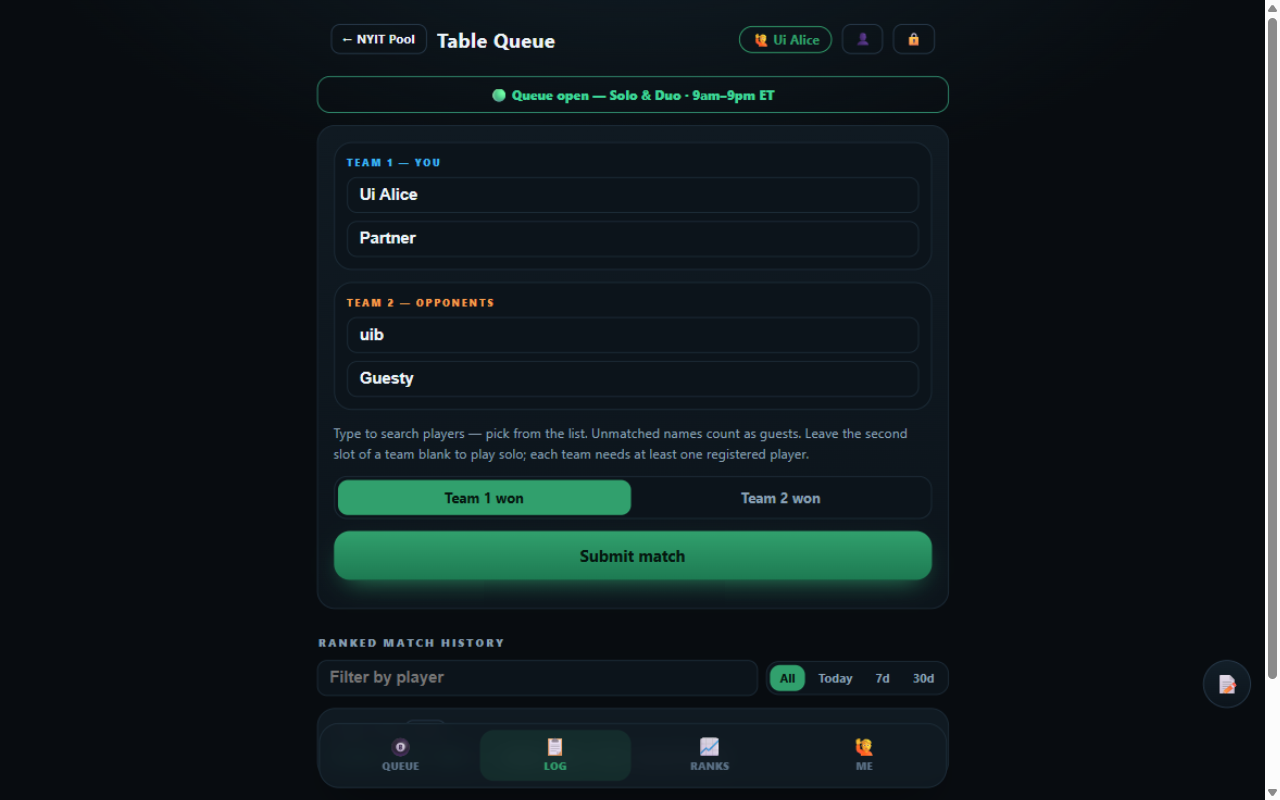 ← NYIT Pool
Table Queue
Ui Alice
Queue open — Solo & Duo · 9am–9pm ET
TEAM 1 — YOU
Ui Alice
Partner
TEAM 2 — OPPONENTS
uib
Guesty
Type to search players — pick from the list. Unmatched names count as guests. Leave the second
slot of a team blank to play solo; each team needs at least one registered player.
Team 1 won
Team 2 won
Submit match
RANKED MATCH HISTORY
Filter by player
All
Today
7d
30d
QUEUE
LOG
RANKS
ME